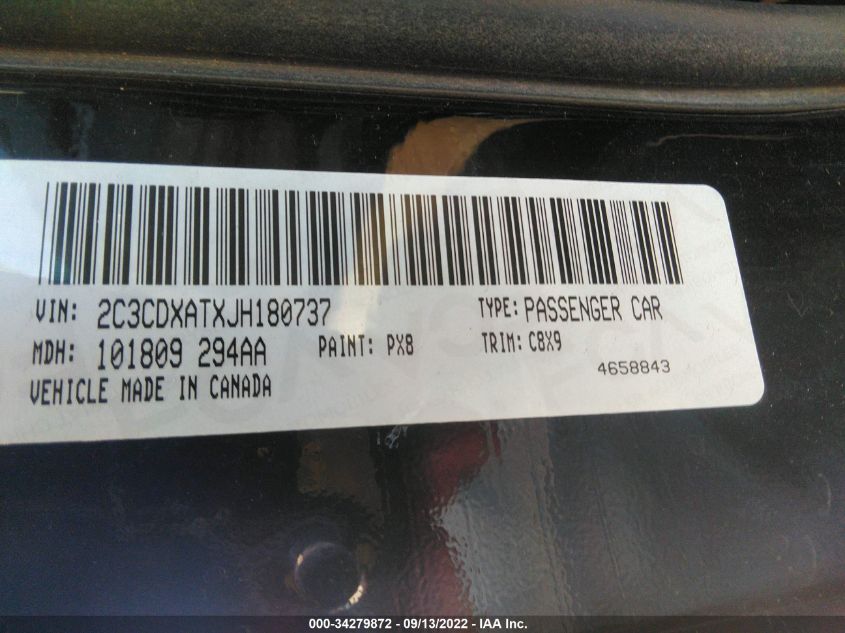 VIN: 2C3CDXATXJH180737 TYPE: PASSENGER CAR
MDH: 101809 294AA PAINT: PX8 TRIM: C8X9
4658843
VEHICLE MADE IN CANADA
000-34279872 - 09/13/2022 - IAA Inc.